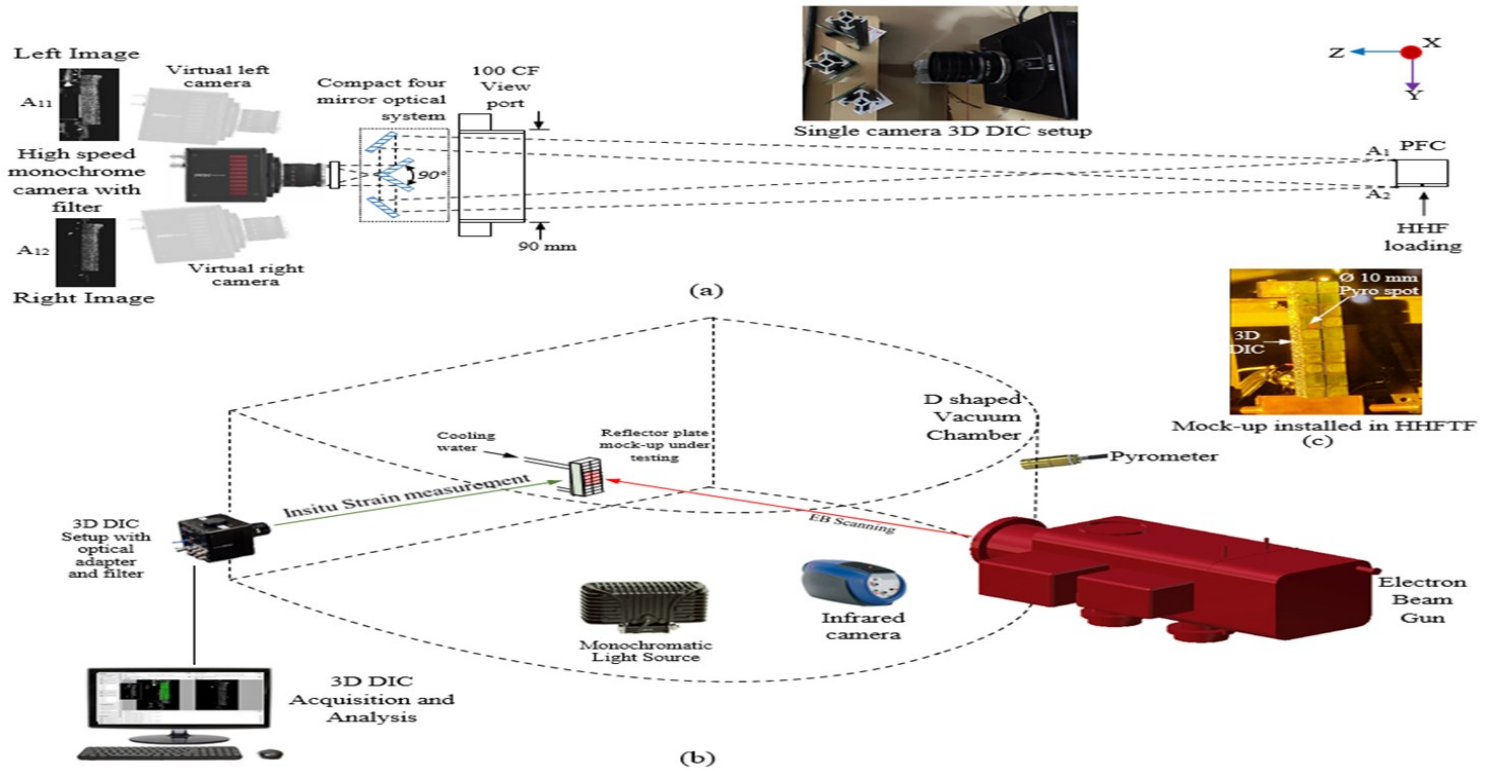 Left Image
A11
Virtual left
camera
High speed
monochrome
camera with
filter
A12
Right Image
Virtual right
camera
Compact four
mirror optical
system
90°
100 CF
View
port
90 mm
Single camera 3D DIC setup
X
Z
Y
A1
PFC
A2
HHF
loading
(a)
Ø 10 mm
Pyro spot
3D
DIC
Mock-up installed in HHFTF
(c)
D shaped
Vacuum
Chamber
Cooling
water
Reflector plate
mock-up under
testing
Pyrometer
Insitu Strain measurement
EB Scanning
3D DIC
Setup with
optical
adapter
and filter
Monochromatic
Light Source
Infrared
camera
Electron
Beam
Gun
3D DIC
Acquisition and
Analysis
(b)